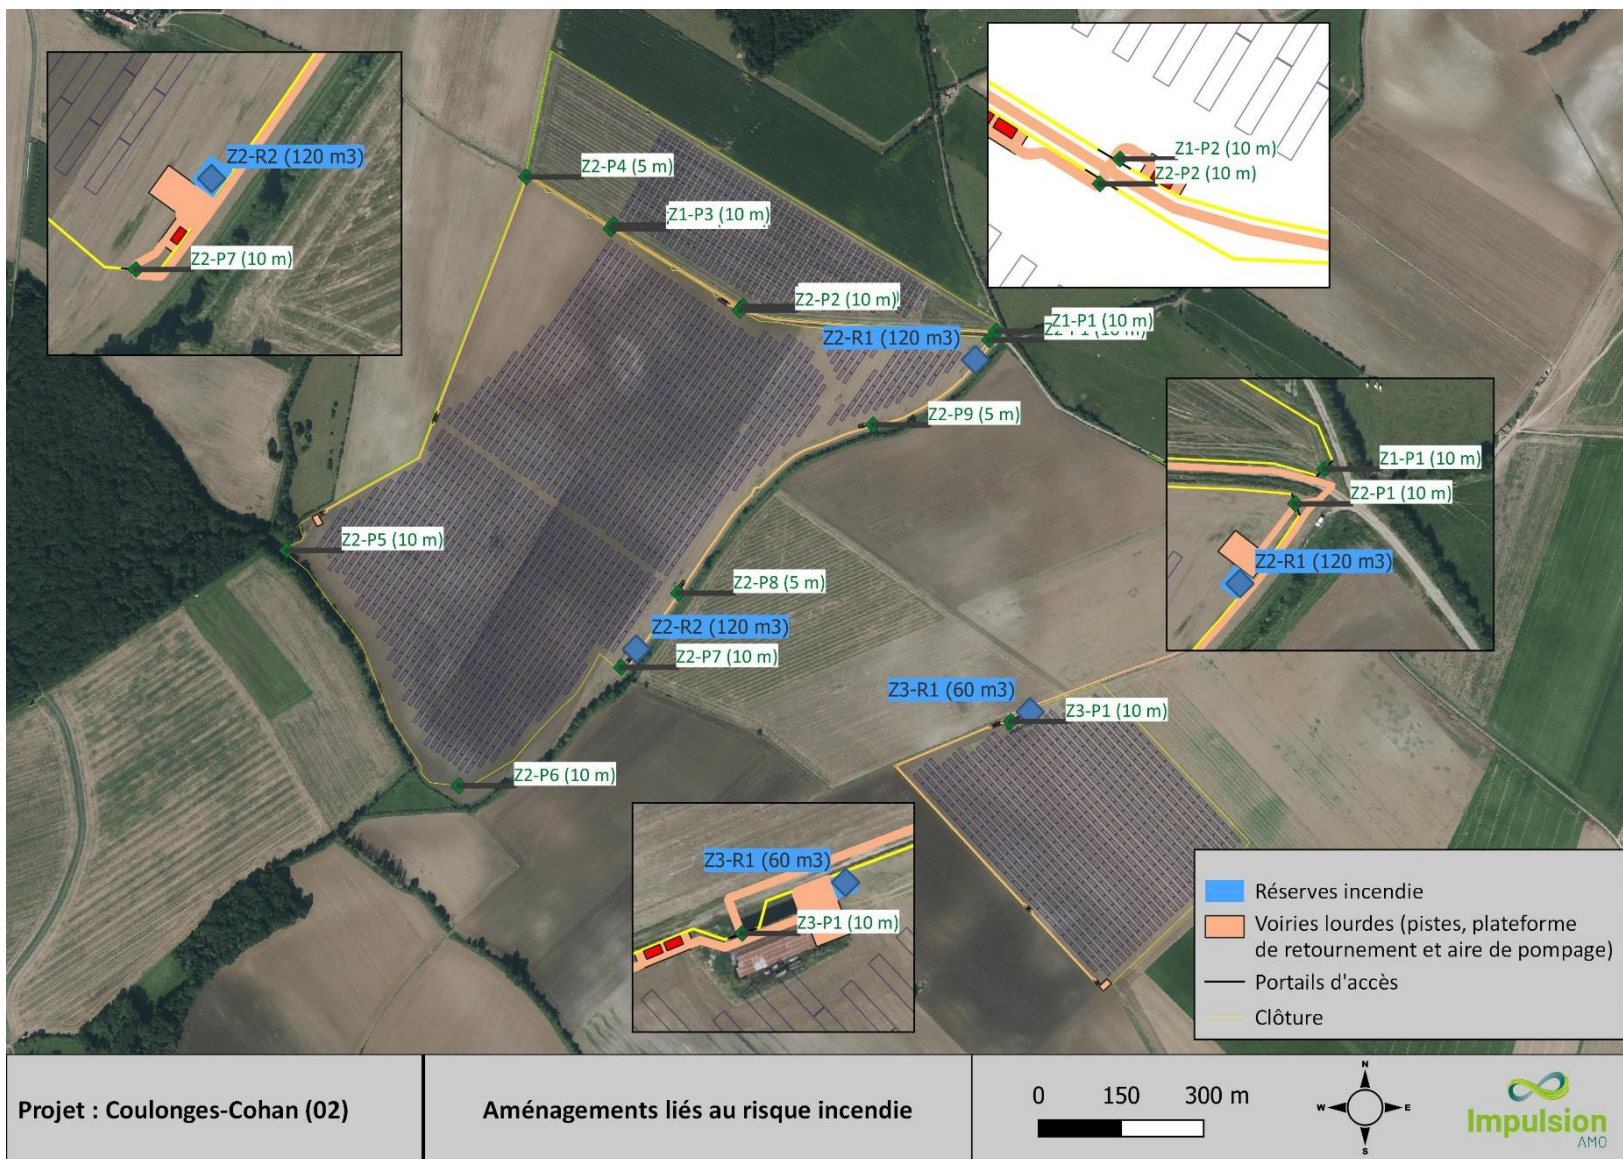 Z2-R2 (120 m3)
Z2-P7 (10 m)
Z1-P2 (10 m)
Z2-P2 (10 m)
Z2-P4 (5 m)
Z1-P3 (10 m)
Z2-P2 (10 m)
Z1-P1 (10 m)
Z2-R1 (120 m3)
Z2-P9 (5 m)
Z1-P1 (10 m)
Z2-P1 (10 m)
Z2-R1 (120 m3)
Z2-P5 (10 m)
Z2-P8 (5 m)
Z2-R2 (120 m3)
Z2-P7 (10 m)
Z3-R1 (60 m3)
Z3-P1 (10 m)
Z2-P6 (10 m)
Z3-R1 (60 m3)
Z3-P1 (10 m)
Réserves incendie
Voiries lourdes (pistes, plateforme
de retournement et aire de pompage)
Portails d'accès
Clôture
Projet : Coulonges-Cohan (02)
Aménagements liés au risque incendie
0 150 300 m
N
W E
S
Impulsion
AMO